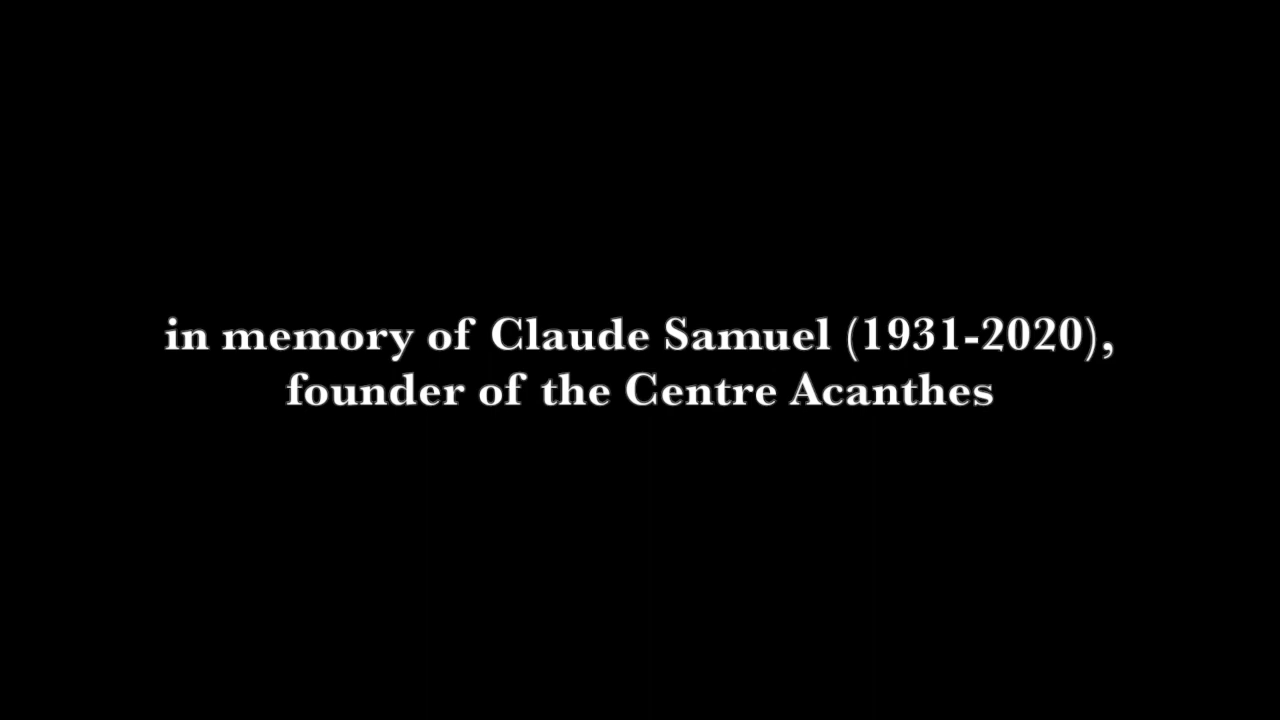 in memory of Claude Samuel (1931-2020),
founder of the Centre Acanthes